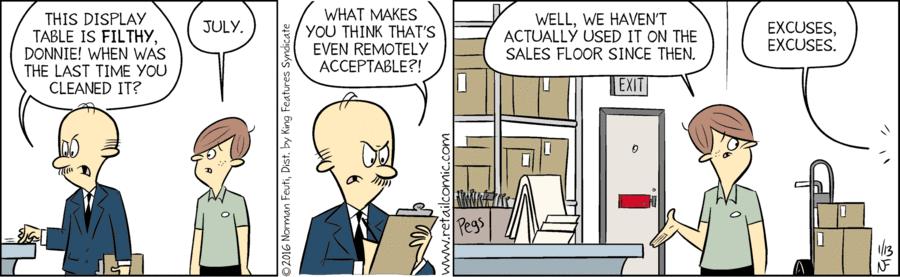 THIS DISPLAY
TABLE IS FILTHY,
DONNIE! WHEN WAS
THE LAST TIME YOU
CLEANED IT?
JULY.
©2016 Norman Feuti, Dist. by King Features Syndicate
WHAT MAKES
YOU THINK THAT'S
EVEN REMOTELY
ACCEPTABLE?!
www.retailcomic.com
WELL, WE HAVEN'T
ACTUALLY USED IT ON THE
SALES FLOOR SINCE THEN.
EXIT
Pegs
EXCUSES,
EXCUSES.
1/13
NF